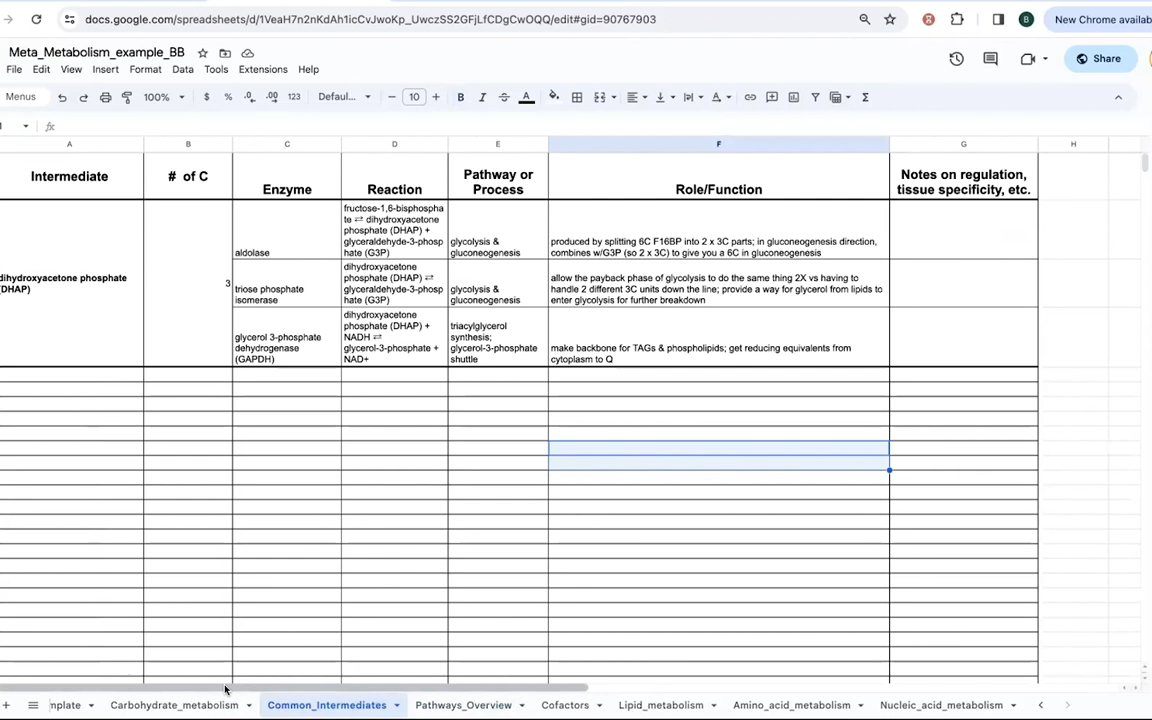 docs.google.com/spreadsheets/d/1VeaH7n2nKdAh1icCvJwoKp_UwczSS2GFjLfCDgCwOQQ/edit#gid=90767903
B
New Chrome availab
Meta_Metabolism_example_BB
File Edit View Insert Format Data Tools Extensions Help
Share
Menus
100%
$ % .0 .00 123
Defaul...
10
B I A
fx
A B C D E F G H
Intermediate
# of C
Enzyme
Reaction
Pathway or
Process
Role/Function
Notes on regulation,
tissue specificity, etc.
dihydroxyacetone phosphate
(DHAP)
3
aldolase
fructose-1,6-bisphospha
te ⇌ dihydroxyacetone
phosphate (DHAP) +
glyceraldehyde-3-phosp
hate (G3P)
glycolysis &
gluconeogenesis
produced by splitting 6C F16BP into 2 x 3C parts; in gluconeogenesis direction,
combines w/G3P (so 2 x 3C) to give you a 6C in gluconeogenesis
triose phosphate
isomerase
dihydroxyacetone
phosphate (DHAP) ⇌
glyceraldehyde-3-phosp
hate (G3P)
glycolysis &
gluconeogenesis
allow the payback phase of glycolysis to do the same thing 2X vs having to
handle 2 different 3C units down the line; provide a way for glycerol from lipids to
enter glycolysis for further breakdown
glycerol 3-phosphate
dehydrogenase
(GAPDH)
dihydroxyacetone
phosphate (DHAP) +
NADH ⇌
glycerol-3-phosphate +
NAD+
triacylglycerol
synthesis;
glycerol-3-phosphate
shuttle
make backbone for TAGs & phospholipids; get reducing equivalents from
cytoplasm to Q
mplate Carbohydrate_metabolism Common_Intermediates Pathways_Overview Cofactors Lipid_metabolism Amino_acid_metabolism Nucleic_acid_metabolism